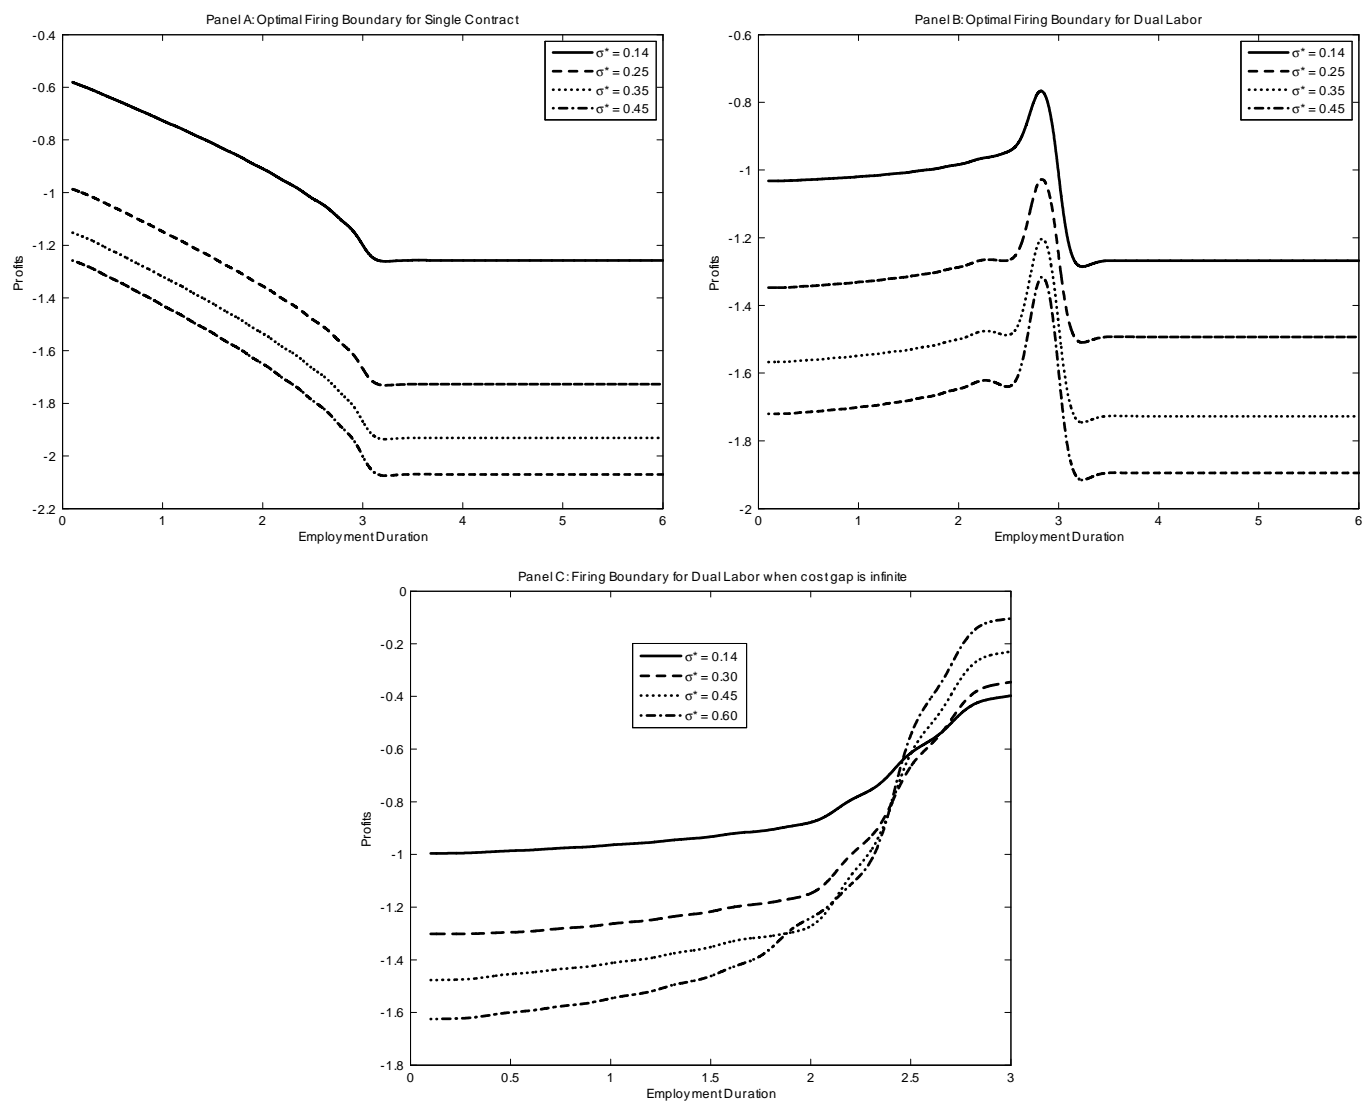 Panel A: Optimal Firing Boundary for Single Contract
-0.4
-0.6
-0.8
-1
-1.2
-1.4
-1.6
-1.8
-2
-2.2
Profits
σ* = 0.14
σ* = 0.25
σ* = 0.35
σ* = 0.45
0 1 2 3 4 5 6
Employment Duration
Panel B: Optimal Firing Boundary for Dual Labor
-0.6
-0.8
-1
-1.2
-1.4
-1.6
-1.8
-2
Profits
σ* = 0.14
σ* = 0.25
σ* = 0.35
σ* = 0.45
0 1 2 3 4 5 6
Employment Duration
Panel C: Firing Boundary for Dual Labor when cost gap is infinite
0
-0.2
-0.4
-0.6
-0.8
-1
-1.2
-1.4
-1.6
-1.8
Profits
σ* = 0.14
σ* = 0.30
σ* = 0.45
σ* = 0.60
0 0.5 1 1.5 2 2.5 3
Employment Duration